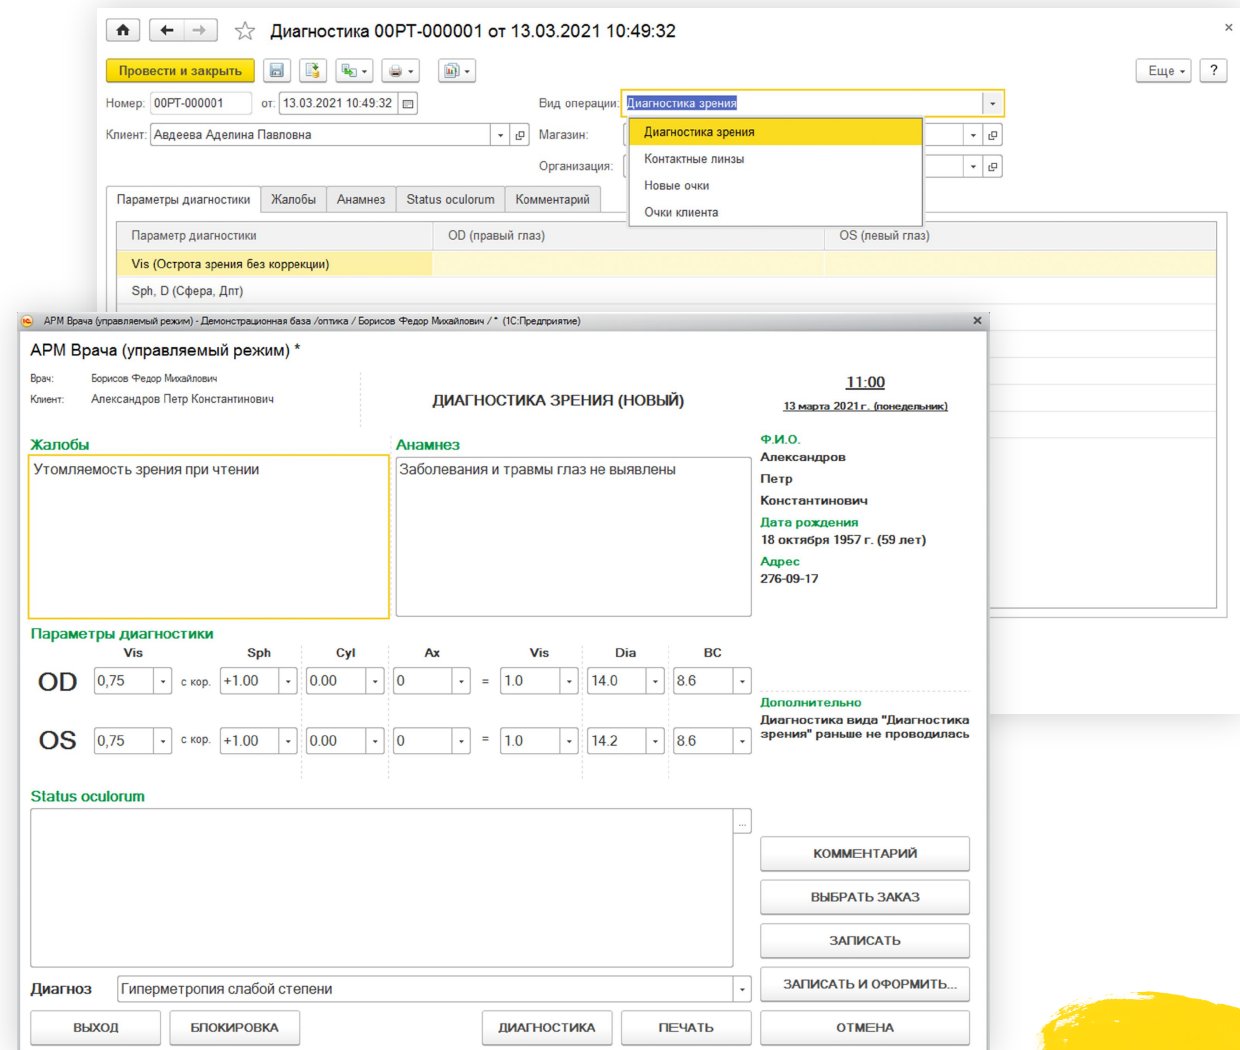 Диагностика 00РТ-000001 от 13.03.2021 10:49:32
Провести и закрыть
Еще
?
Номер: 00РТ-000001 от: 13.03.2021 10:49:32
Вид операции: Диагностика зрения
Клиент: Авдеева Аделина Павловна
Магазин:
Организация:
Диагностика зрения
Контактные линзы
Новые очки
Очки клиента
Параметры диагностики Жалобы Анамнез Status oculorum Комментарий
Параметр диагностики OD (правый глаз) OS (левый глаз)
Vis (Острота зрения без коррекции)
Sph, D (Сфера, Дпт)
АРМ Врача (управляемый режим) - Демонстрационная база /оптика / Борисов Федор Михайлович / * (1С:Предприятие)
АРМ Врача (управляемый режим) *
Врач: Борисов Федор Михайлович
Клиент: Александров Петр Константинович
ДИАГНОСТИКА ЗРЕНИЯ (НОВЫЙ)
11:00
13 марта 2021 г. (понедельник)
Жалобы
Утомляемость зрения при чтении
Анамнез
Заболевания и травмы глаз не выявлены
Ф.И.О.
Александров
Петр
Константинович
Дата рождения
18 октября 1957 г. (59 лет)
Адрес
276-09-17
Параметры диагностики
Vis Sph Cyl Ax Vis Dia BC
OD 0,75 с кор. +1.00 0.00 0 = 1.0 14.0 8.6
OS 0,75 с кор. +1.00 0.00 0 = 1.0 14.2 8.6
Дополнительно
Диагностика вида "Диагностика
зрения" раньше не проводилась
Status oculorum
...
КОММЕНТАРИЙ
ВЫБРАТЬ ЗАКАЗ
ЗАПИСАТЬ
ЗАПИСАТЬ И ОФОРМИТЬ...
Диагноз Гиперметропия слабой степени
ВЫХОД БЛОКИРОВКА ДИАГНОСТИКА ПЕЧАТЬ ОТМЕНА